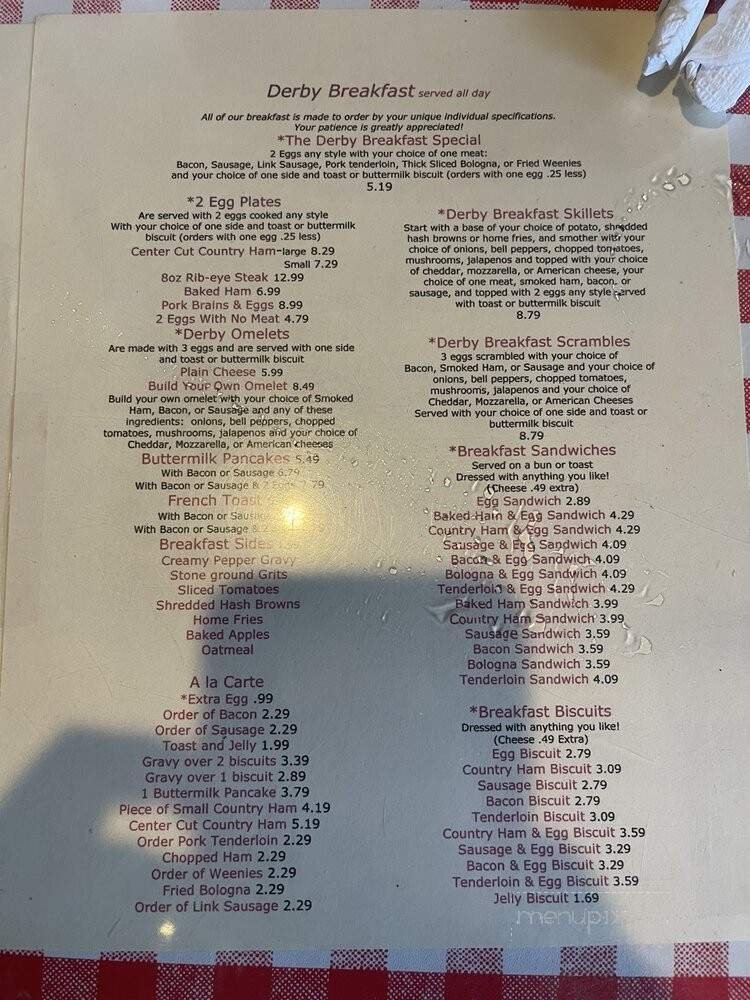 Derby Breakfast served all day
All of our breakfast is made to order by your unique individual specifications.
Your patience is greatly appreciated!
*The Derby Breakfast Special
2 Eggs any style with your choice of one meat:
Bacon, Sausage, Link Sausage, Pork tenderloin, Thick Sliced Bologna, or Fried Weenies
and your choice of one side and toast or buttermilk biscuit (orders with one egg .25 less)
5.19
*2 Egg Plates
Are served with 2 eggs cooked any style
With your choice of one side and toast or buttermilk
biscuit (orders with one egg .25 less)
Center Cut Country Ham-large 8.29
Small 7.29
8oz Rib-eye Steak 12.99
Baked Ham 6.99
Pork Brains & Eggs 8.99
2 Eggs With No Meat 4.79
*Derby Omelets
Are made with 3 eggs and are served with one side
and toast or buttermilk biscuit
Plain Cheese 5.99
Build Your Own Omelet 8.49
Build your own omelet with your choice of Smoked
Ham, Bacon, or Sausage and any of these
ingredients: onions, bell peppers, chopped
tomatoes, mushrooms, jalapenos and your choice of
Cheddar, Mozzarella, or American cheeses
Buttermilk Pancakes 5.49
With Bacon or Sausage 6.79
With Bacon or Sausage & 2 Eggs 7.79
French Toast
With Bacon or Sausage
With Bacon or Sausage & 2
Breakfast Sides
Creamy Pepper Gravy
Stone ground Grits
Sliced Tomatoes
Shredded Hash Browns
Home Fries
Baked Apples
Oatmeal
A la Carte
*Extra Egg .99
Order of Bacon 2.29
Order of Sausage 2.29
Toast and Jelly 1.99
Gravy over 2 biscuits 3.39
Gravy over 1 biscuit 2.89
1 Buttermilk Pancake 3.79
Piece of Small Country Ham 4.19
Center Cut Country Ham 5.19
Order Pork Tenderloin 2.29
Chopped Ham 2.29
Order of Weenies 2.29
Fried Bologna 2.29
Order of Link Sausage 2.29
*Derby Breakfast Skillets
Start with a base of your choice of potato, shredded
hash browns or home fries, and smother with your
choice of onions, bell peppers, chopped tomatoes,
mushrooms, jalapenos and topped with your choice
of cheddar, mozzarella, or American cheese, your
choice of one meat, smoked ham, bacon, or
sausage, and topped with 2 eggs any style served
with toast or buttermilk biscuit
8.79
*Derby Breakfast Scrambles
3 eggs scrambled with your choice of
Bacon, Smoked Ham, or Sausage and your choice of
onions, bell peppers, chopped tomatoes,
mushrooms, jalapenos and your choice of
Cheddar, Mozzarella, or American Cheeses
Served with your choice of one side and toast or
buttermilk biscuit
8.79
*Breakfast Sandwiches
Served on a bun or toast
Dressed with anything you like!
(Cheese .49 extra)
Egg Sandwich 2.89
Baked Ham & Egg Sandwich 4.29
Country Ham & Egg Sandwich 4.29
Sausage & Egg Sandwich 4.09
Bacon & Egg Sandwich 4.09
Bologna & Egg Sandwich 4.09
Tenderloin & Egg Sandwich 4.29
Baked Ham Sandwich 3.99
Country Ham Sandwich 3.99
Sausage Sandwich 3.59
Bacon Sandwich 3.59
Bologna Sandwich 3.59
Tenderloin Sandwich 4.09
*Breakfast Biscuits
Dressed with anything you like!
(Cheese .49 Extra)
Egg Biscuit 2.79
Country Ham Biscuit 3.09
Sausage Biscuit 2.79
Bacon Biscuit 2.79
Tenderloin Biscuit 3.09
Country Ham & Egg Biscuit 3.59
Sausage & Egg Biscuit 3.29
Bacon & Egg Biscuit 3.29
Tenderloin & Egg Biscuit 3.59
Jelly Biscuit 1.69
menupix